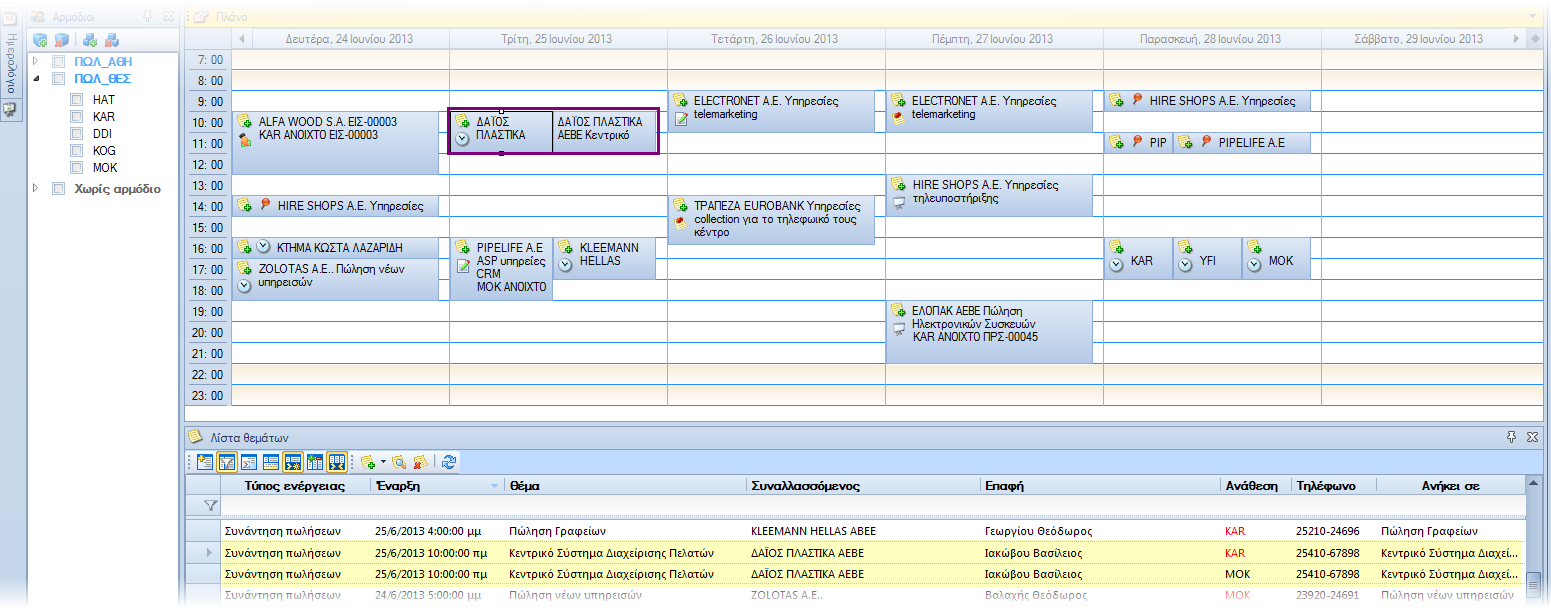 Αρμόδιοι
Πλάνο
Ημερολόγιο
ΠΩΛ_ΑΘΗ
ΠΩΛ_ΘΕΣ
HAT
KAR
DDI
KOG
MOK
Χωρίς αρμόδιο
Δευτέρα, 24 Ιουνίου 2013
Τρίτη, 25 Ιουνίου 2013
Τετάρτη, 26 Ιουνίου 2013
Πέμπτη, 27 Ιουνίου 2013
Παρασκευή, 28 Ιουνίου 2013
Σάββατο, 29 Ιουνίου 2013
7: 00
8: 00
9: 00
10: 00
11: 00
12: 00
13: 00
14: 00
15: 00
16: 00
17: 00
18: 00
19: 00
20: 00
21: 00
22: 00
23: 00
ALFA WOOD S.A. ΕΙΣ-00003
KAR ΑΝΟΙΧΤΟ ΕΙΣ-00003
HIRE SHOPS A.E. Υπηρεσίες
ΚΤΗΜΑ ΚΩΣΤΑ ΛΑΖΑΡΙΔΗ
ZOLOTAS A.E.. Πώληση νέων
υπηρεισών
ΔΑΪΟΣ
ΠΛΑΣΤΙΚΑ
ΔΑΪΟΣ ΠΛΑΣΤΙΚΑ
ΑΕΒΕ Κεντρικό
PIPELIFE A.E
ASP υπηρείες
CRM
MOK ΑΝΟΙΧΤΟ
KLEEMANN
HELLAS
ELECTRONET A.E. Υπηρεσίες
telemarketing
ΤΡΑΠΕΖΑ EUROBANK Υπηρεσίες
collection για το τηλεφωικό τους
κέντρο
ELECTRONET A.E. Υπηρεσίες
telemarketing
HIRE SHOPS A.E. Υπηρεσίες
τηλευποστήριξης
ΕΛΟΠΑΚ ΑΕΒΕ Πώληση
Ηλεκτρονικών Συσκευών
KAR ΑΝΟΙΧΤΟ ΠΡΣ-00045
HIRE SHOPS A.E. Υπηρεσίες
PIP
PIPELIFE A.E
KAR
YFI
MOK
Λίστα θεμάτων
Τύπος ενέργειας Έναρξη Θέμα Συναλλασσόμενος Επαφή Ανάθεση Τηλέφωνο Ανήκει σε
Συνάντηση πωλήσεων 25/6/2013 4:00:00 μμ Πώληση Γραφείων KLEEMANN HELLAS ABEE Γεωργίου Θεόδωρος KAR 25210-24696 Πώληση Γραφείων
Συνάντηση πωλήσεων 25/6/2013 10:00:00 πμ Κεντρικό Σύστημα Διαχείρισης Πελατών ΔΑΪΟΣ ΠΛΑΣΤΙΚΑ ΑΕΒΕ Ιακώβου Βασίλειος KAR 25410-67898 Κεντρικό Σύστημα Διαχεί...
Συνάντηση πωλήσεων 25/6/2013 10:00:00 πμ Κεντρικό Σύστημα Διαχείρισης Πελατών ΔΑΪΟΣ ΠΛΑΣΤΙΚΑ ΑΕΒΕ Ιακώβου Βασίλειος MOK 25410-67898 Κεντρικό Σύστημα Διαχεί...
Συνάντηση πωλήσεων 24/6/2013 5:00:00 μμ Πώληση νέων υπηρεισών ZOLOTAS A.E.. Βαλαχής Θεόδωρος MOK 23920-24691 Πώληση νέων υπηρεισών